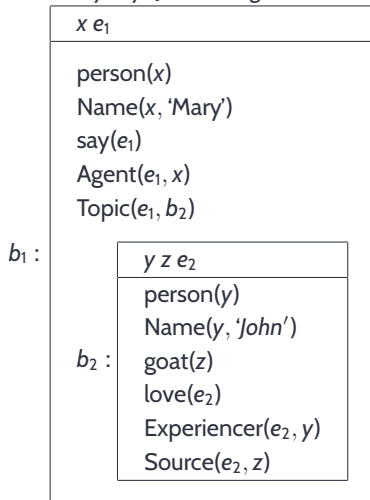 x e₁
person(x)
Name(x, ‘Mary’)
say(e₁)
Agent(e₁, x)
Topic(e₁, b₂)
b₁ :
y z e₂
person(y)
Name(y, ‘John′)
b₂ :
goat(z)
love(e₂)
Experiencer(e₂, y)
Source(e₂, z)